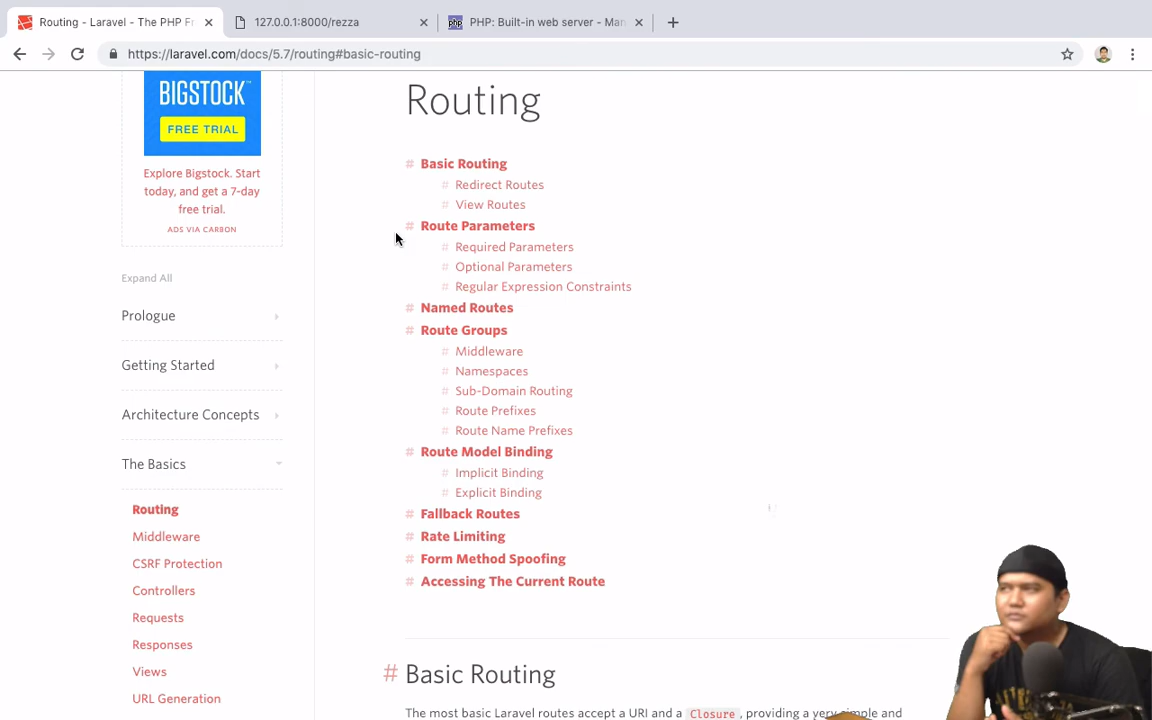 Routing - Laravel - The PHP Fr
127.0.0.1:8000/rezza
PHP: Built-in web server - Man
https://laravel.com/docs/5.7/routing#basic-routing
BIGSTOCK
FREE TRIAL
Explore Bigstock. Start
today, and get a 7-day
free trial.
ADS VIA CARBON
Expand All
Prologue
Getting Started
Architecture Concepts
The Basics
Routing
Middleware
CSRF Protection
Controllers
Requests
Responses
Views
URL Generation
Routing
# Basic Routing
# Redirect Routes
# View Routes
# Route Parameters
# Required Parameters
# Optional Parameters
# Regular Expression Constraints
# Named Routes
# Route Groups
# Middleware
# Namespaces
# Sub-Domain Routing
# Route Prefixes
# Route Name Prefixes
# Route Model Binding
# Implicit Binding
# Explicit Binding
# Fallback Routes
# Rate Limiting
# Form Method Spoofing
# Accessing The Current Route
# Basic Routing
The most basic Laravel routes accept a URI and a Closure, providing a very simple and